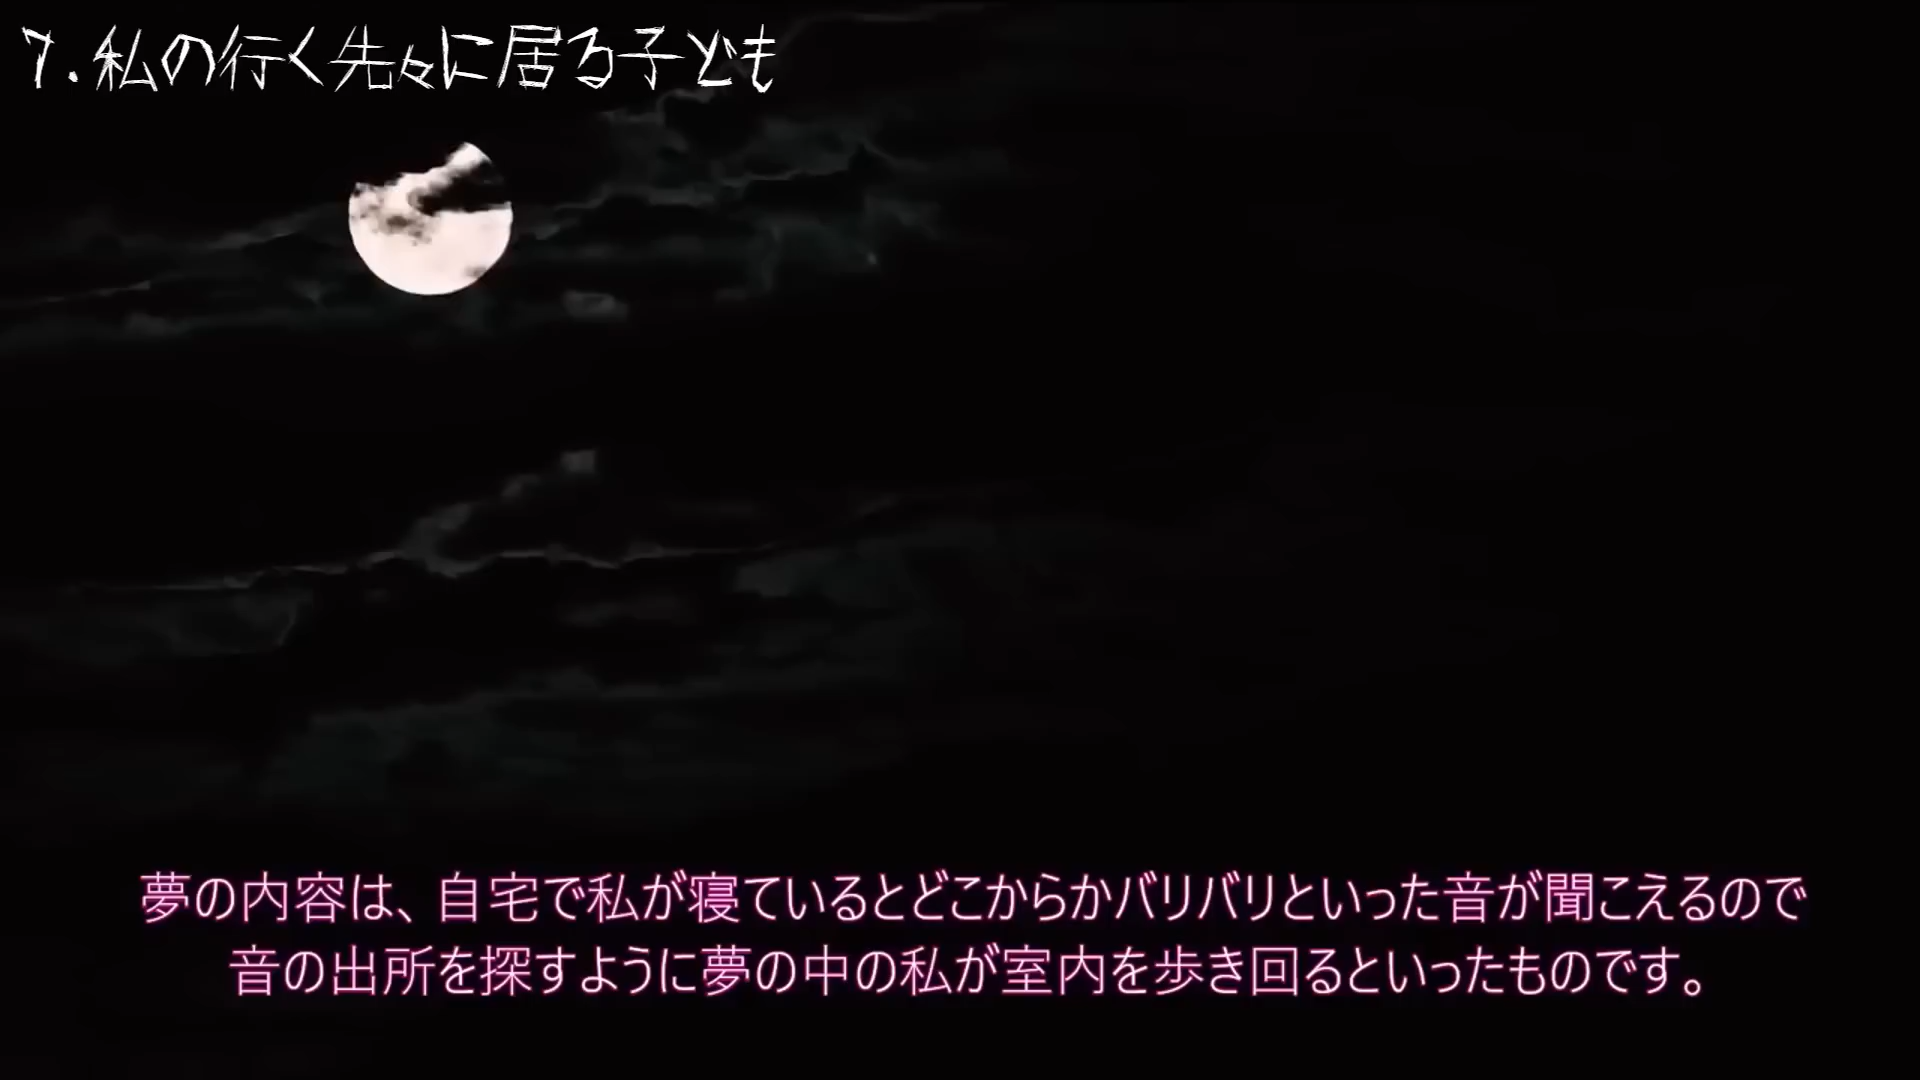 7.私の行く先々に居る子ども
夢の内容は、自宅で私が寝ているとどこからかバリバリといった音が聞こえるので
音の出所を探すように夢の中の私が室内を歩き回るといったものです。